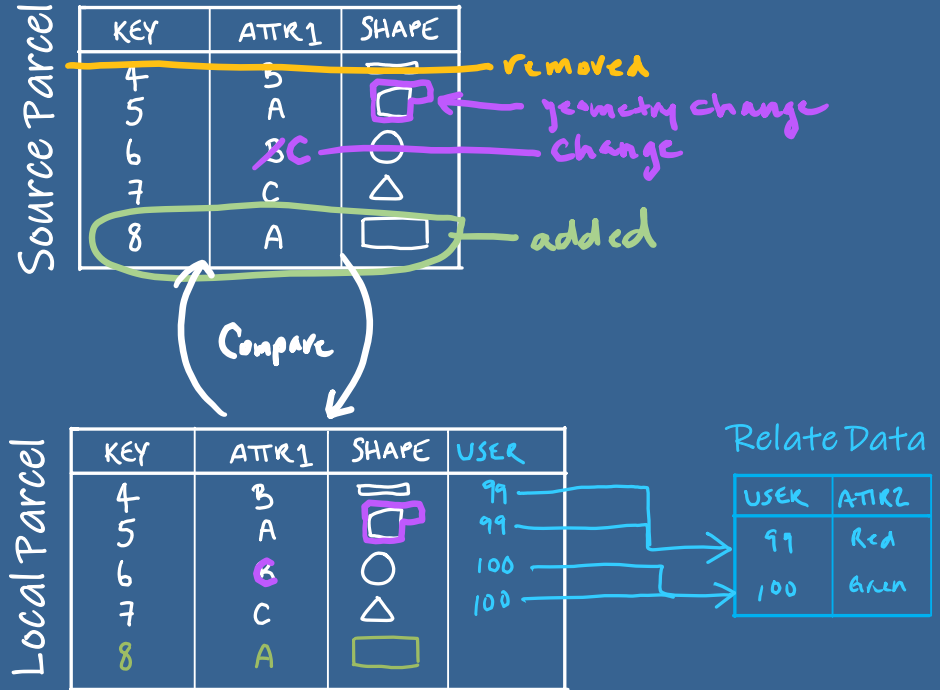 Source Parcel
KEY ATTR1 SHAPE
4 B removed
5 A geometry change
6 B C change
7 C
8 A added
Compare
Local Parcel
KEY ATTR1 SHAPE USER
4 B 99
5 A 99
6 C 100
7 C 100
8 A
Relate Data
USER ATTR2
99 Red
100 Green